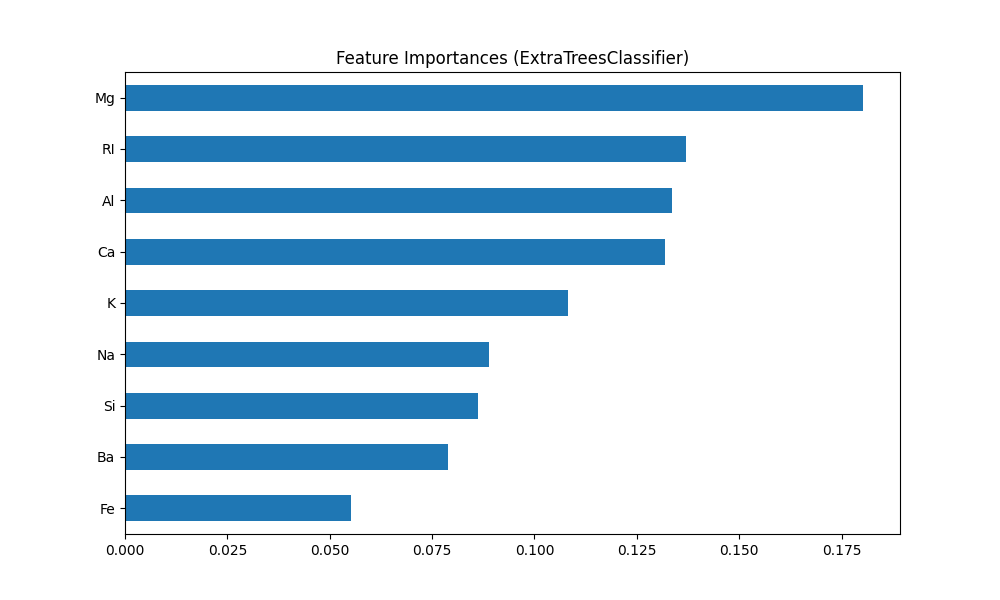 Feature Importances (ExtraTreesClassifier)
Mg
RI
Al
Ca
K
Na
Si
Ba
Fe
0.000 0.025 0.050 0.075 0.100 0.125 0.150 0.175